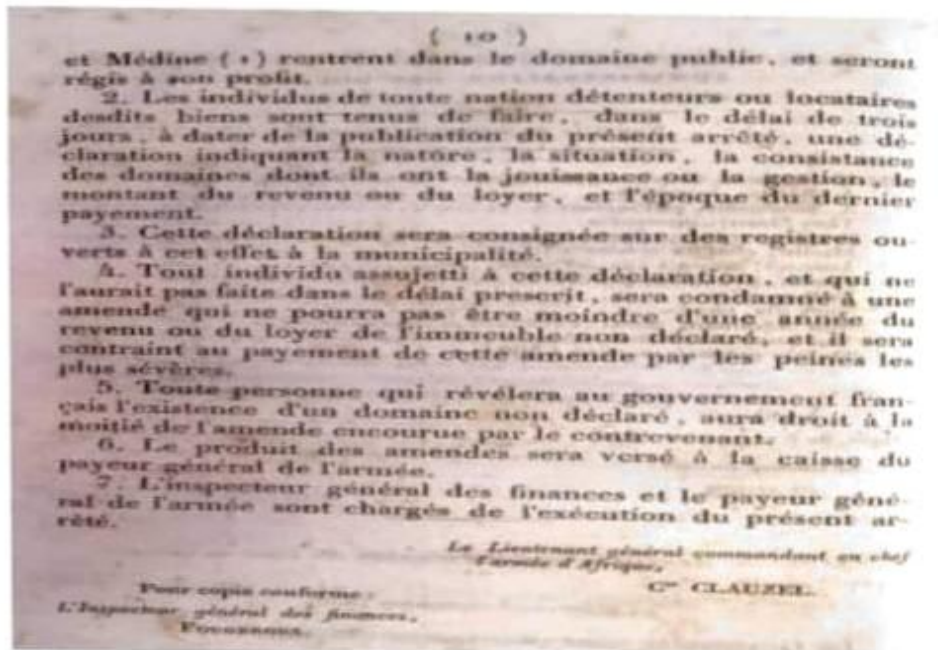 ( 10 )
et Médine (1) rentrent dans le domaine public, et seront
régis à son profit.
2. Les individus de toute nation détenteurs ou locataires
desdits biens sont tenus de faire, dans le délai de trois
jours, à dater de la publication du présent arrêté, une dé-
claration indiquant la nature, la situation, la consistance
des domaines dont ils ont la jouissance ou la gestion, le
montant du revenu ou du loyer, et l'époque du dernier
payement.
3. Cette déclaration sera consignée sur des registres ou-
verts à cet effet à la municipalité.
4. Tout individu assujetti à cette déclaration, et qui ne
l'aurait pas faite dans le délai prescrit, sera condamné à une
amende qui ne pourra pas être moindre d'une année du
revenu ou du loyer de l'immeuble non déclaré, et il sera
contraint au payement de cette amende par les peines les
plus sévères.
5. Toute personne qui révélera au gouvernement fran-
çais l'existence d'un domaine non déclaré, aura droit à la
moitié de l'amende encourue par le contrevenant.
6. Le produit des amendes sera versé à la caisse du
payeur général de l'armée.
7. L'inspecteur général des finances et le payeur géné-
ral de l'armée sont chargés de l'exécution du présent ar-
rêté.
Le Lieutenant général commandant en chef
l'armée d'Afrique,
Cte CLAUZEL.
Pour copie conforme :
L'Inspecteur général des finances,